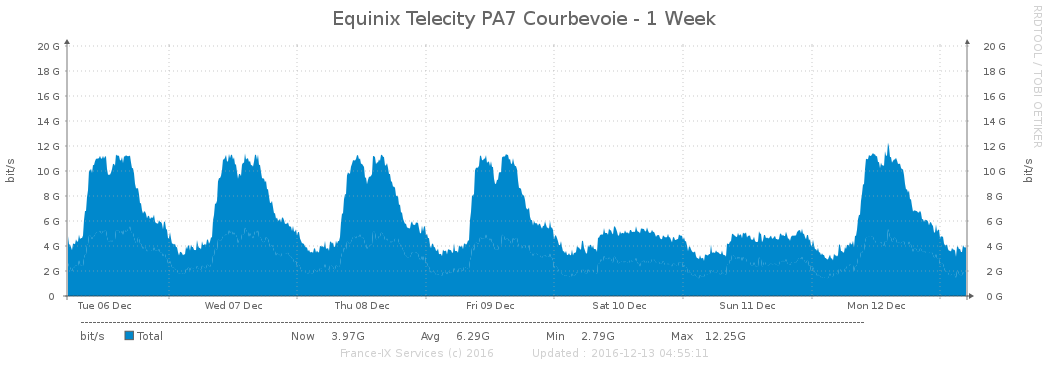 Equinix Telecity PA7 Courbevoie - 1 Week
RRDTOOL / TOBI OETIKER
bit/s
20 G
18 G
16 G
14 G
12 G
10 G
8 G
6 G
4 G
2 G
0
20 G
18 G
16 G
14 G
12 G
10 G
8 G
6 G
4 G
2 G
0 G
bit/s
Tue 06 Dec Wed 07 Dec Thu 08 Dec Fri 09 Dec Sat 10 Dec Sun 11 Dec Mon 12 Dec
bit/s Total Now 3.97G Avg 6.29G Min 2.79G Max 12.25G
France-IX Services (c) 2016 Updated : 2016-12-13 04:55:11